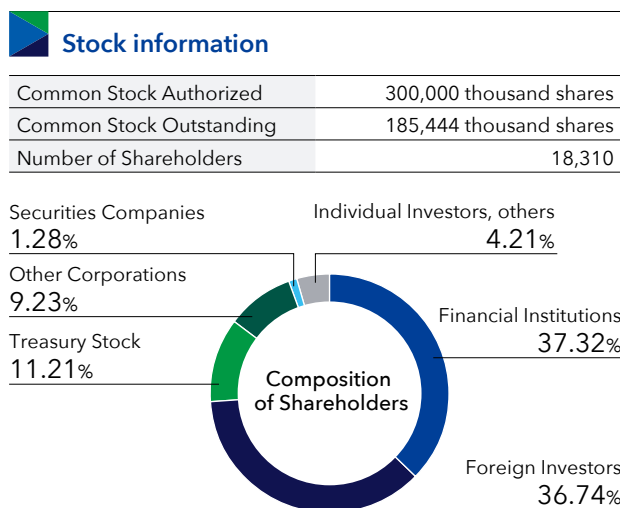 Stock information
Common Stock Authorized 300,000 thousand shares
Common Stock Outstanding 185,444 thousand shares
Number of Shareholders 18,310
Securities Companies
1.28%
Individual Investors, others
4.21%
Other Corporations
9.23%
Financial Institutions
37.32%
Treasury Stock
11.21%
Composition
of Shareholders
Foreign Investors
36.74%